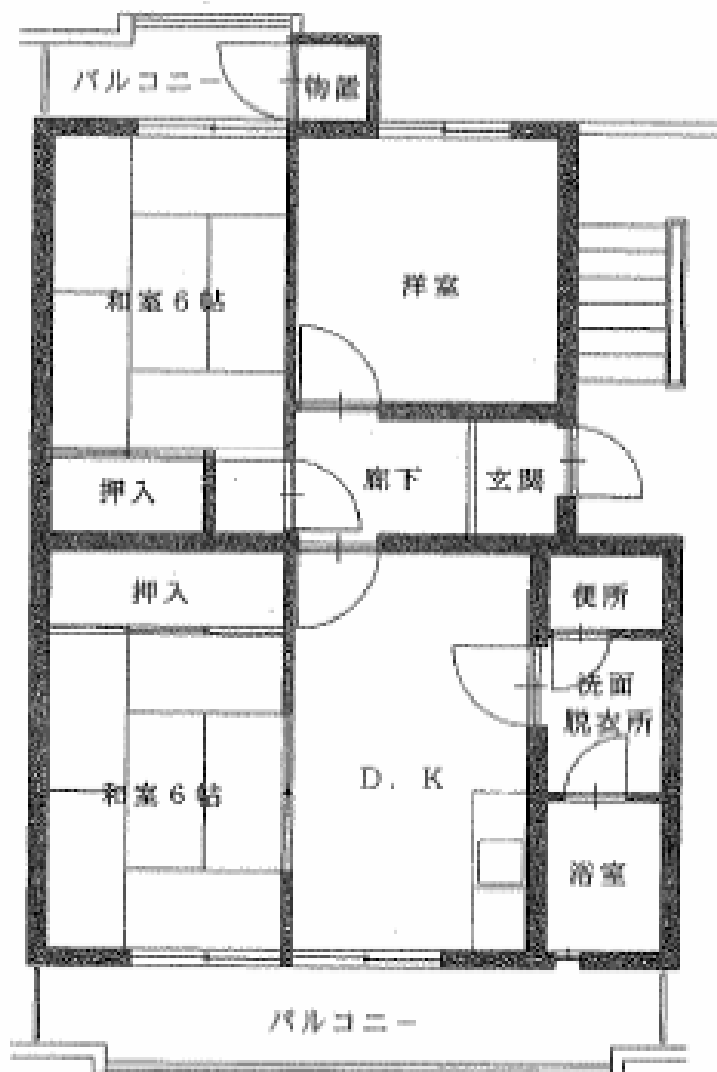 バルコニー
物置
和室6帖
洋室
押入
廊下
玄関
押入
便所
洗面
脱衣所
和室6帖
D.K
浴室
バルコニー